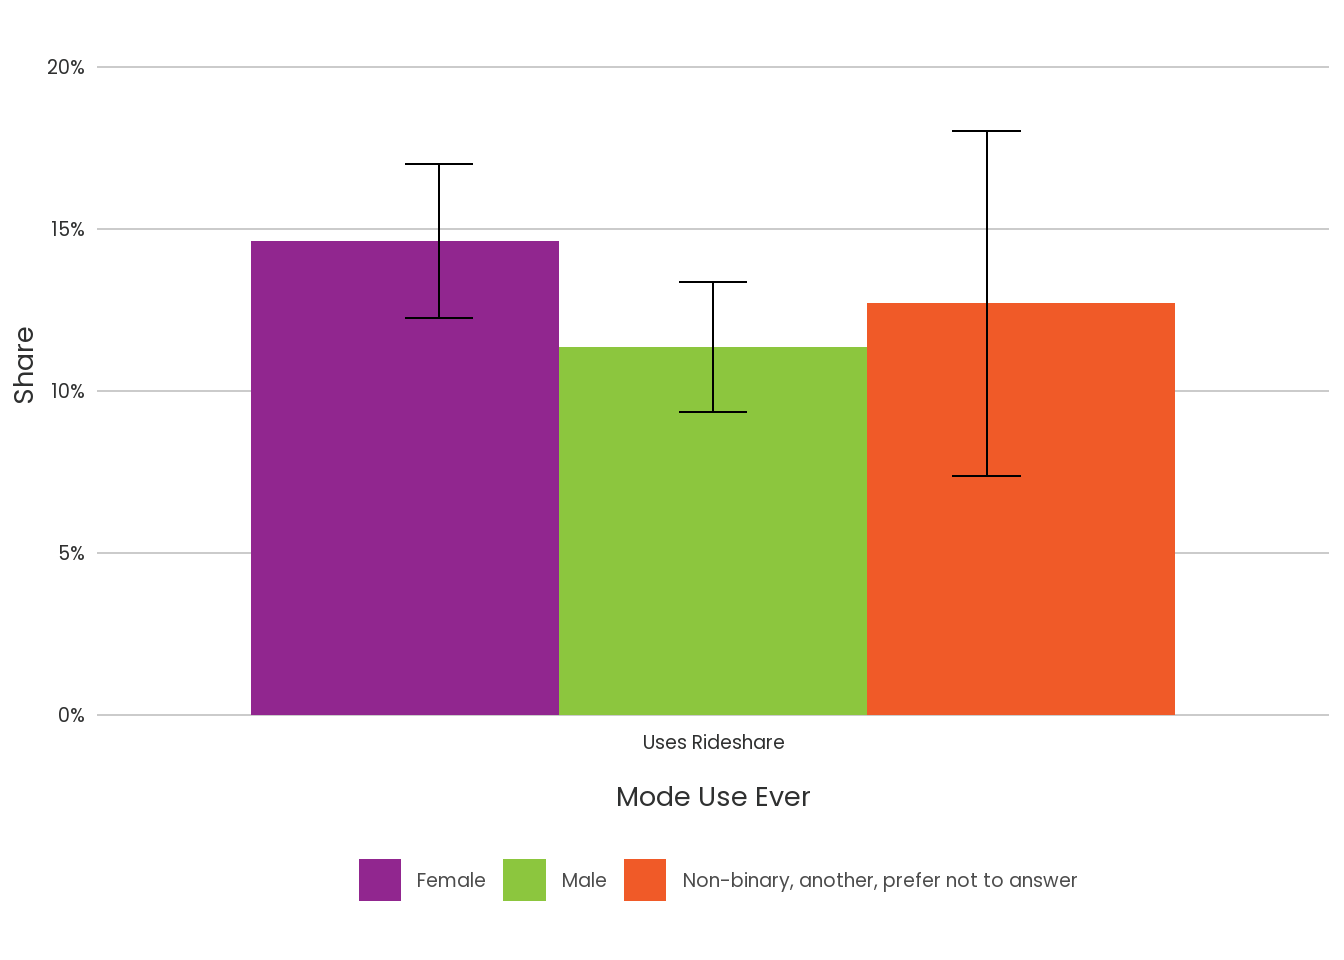 20%
15%
10%
5%
0%
Share
Uses Rideshare
Mode Use Ever
Female
Male
Non-binary, another, prefer not to answer